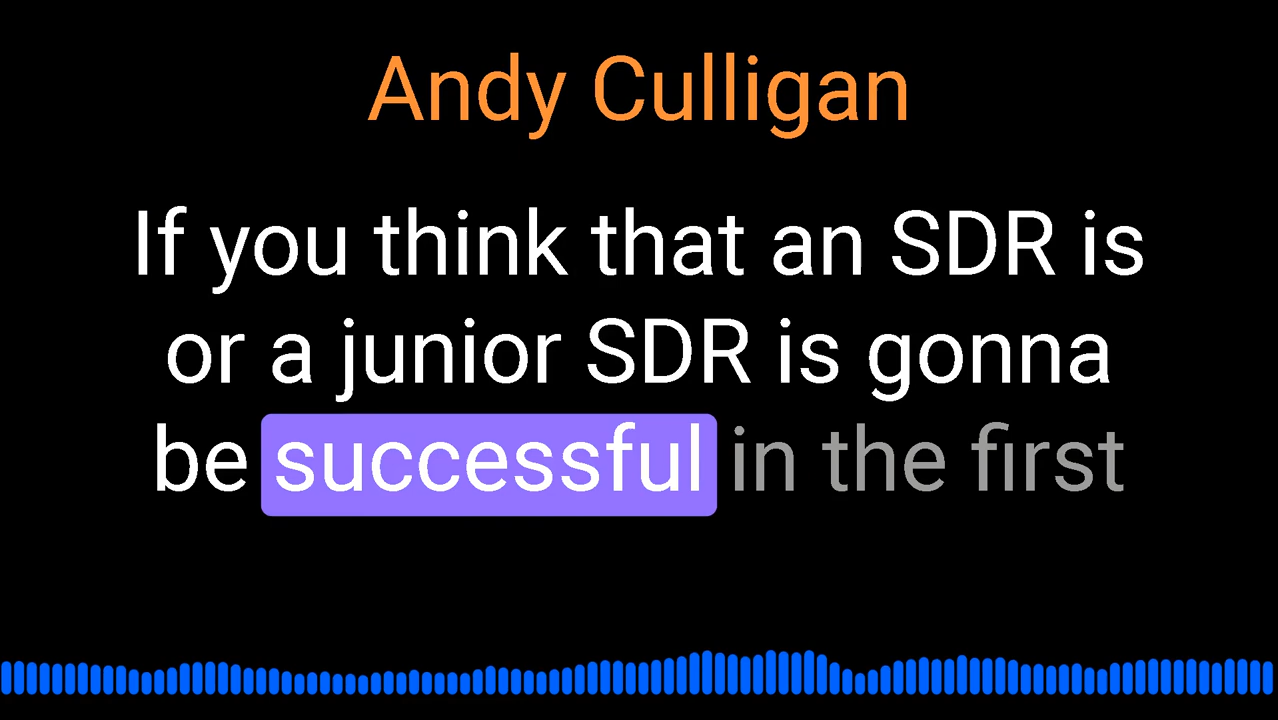 Andy Culligan
If you think that an SDR is
or a junior SDR is gonna
be successful in the first